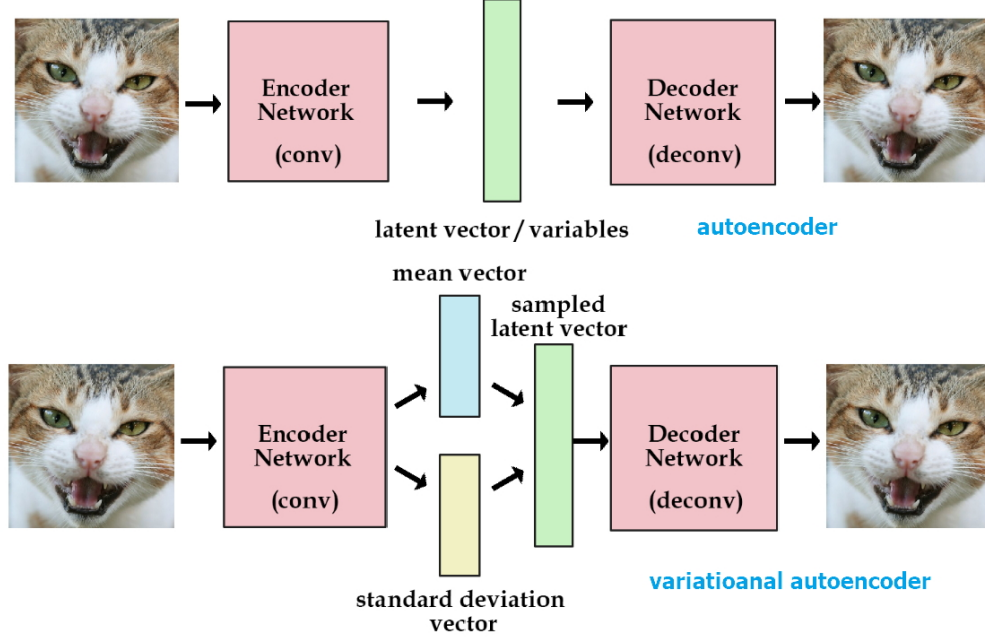 Encoder
Network
(conv)
Decoder
Network
(deconv)
latent vector / variables
autoencoder
mean vector
sampled
latent vector
Encoder
Network
(conv)
Decoder
Network
(deconv)
standard deviation
vector
variatioanal autoencoder